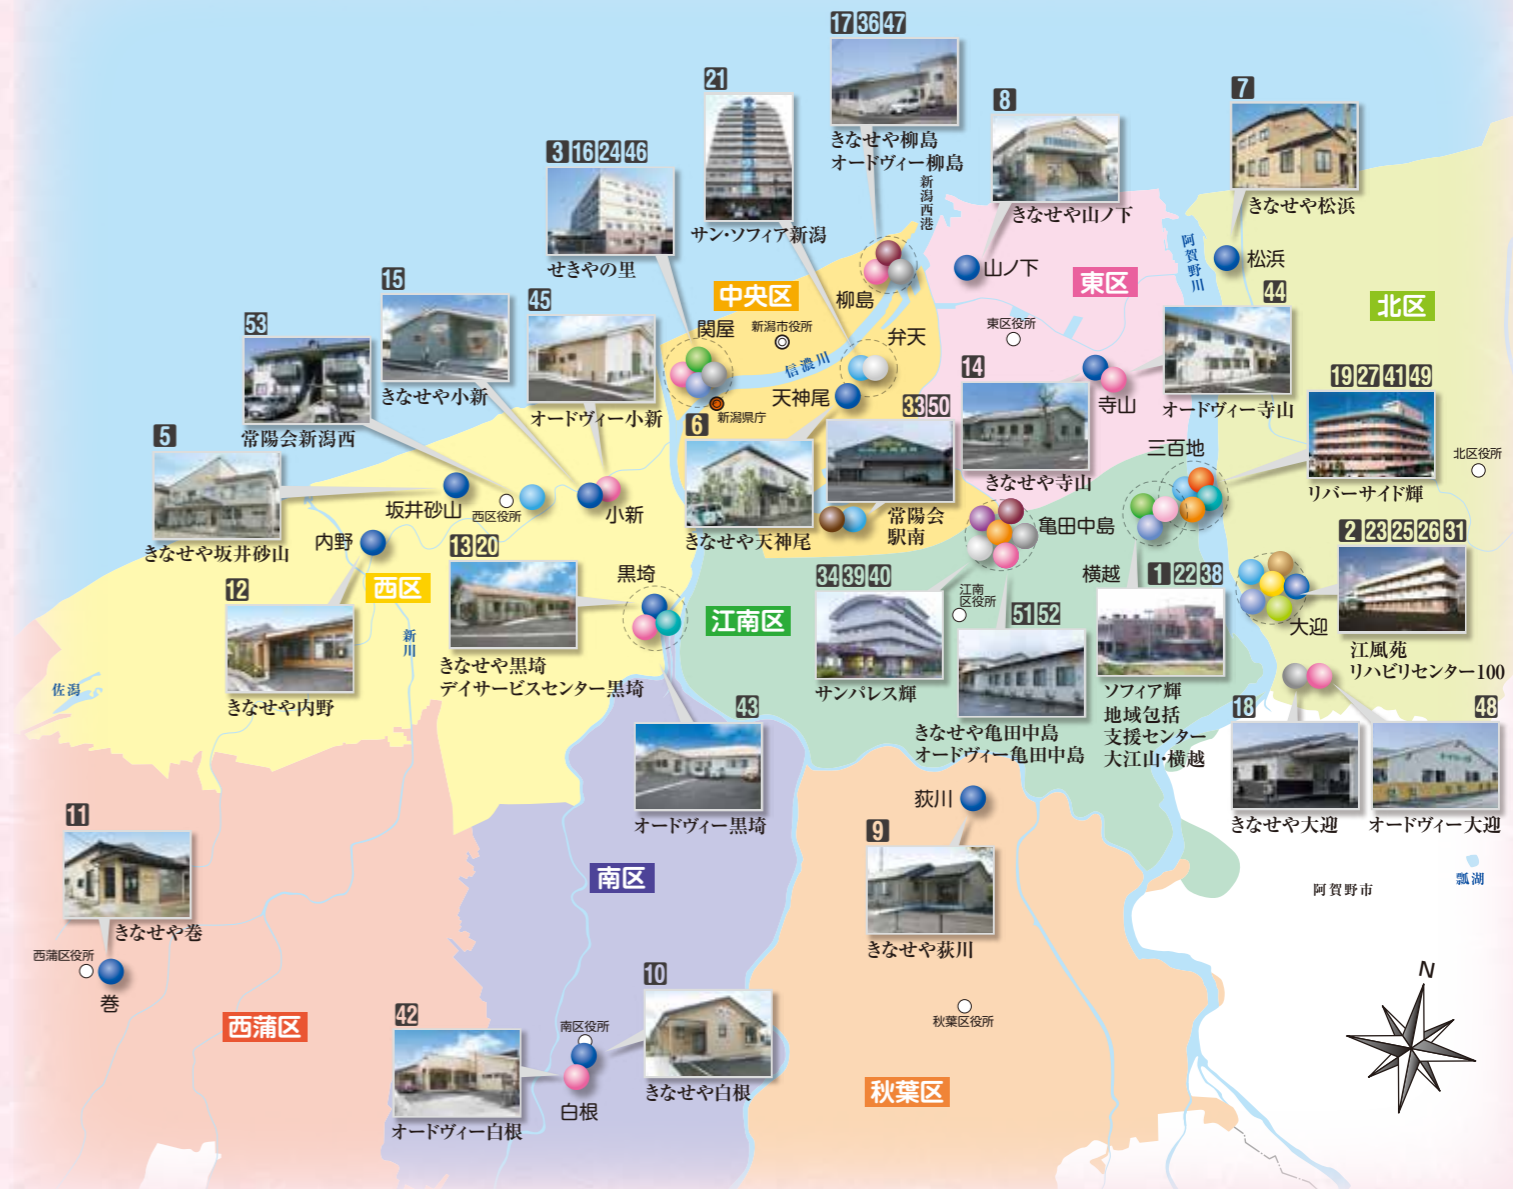 17 36 47
きなせや柳島
オードヴィー柳島
21
サン・ソフィア新潟
8
きなせや山ノ下
7
きなせや松浜
3 16 24 46
せきやの里
新潟西港
阿賀野川
山ノ下
松浜
東区
中央区
柳島
44
北区
15
きなせや小新
45
オードヴィー小新
関屋
新潟市役所
信濃川
弁天
東区役所
53
常陽会新潟西
14
寺山
オードヴィー寺山
19 27 41 49
天神尾
新潟県庁
33 50
6
5
三百地
北区役所
きなせや寺山
リバーサイド輝
坂井砂山
西区役所
小新
常陽会
駅南
亀田中島
きなせや坂井砂山
内野
きなせや天神尾
2 23 25 26 31
13 20
黒埼
34 39 40
江南
区役所
横越
1 22 38
12
西区
江南区
51 52
大迎
新川
江風苑
リハビリセンター100
きなせや黒埼
デイサービスセンター黒埼
サンパレス輝
ソフィア輝
地域包括
支援センター
大江山・横越
佐潟
きなせや内野
43
きなせや亀田中島
オードヴィー亀田中島
18
48
オードヴィー黒埼
荻川
きなせや大迎
オードヴィー大迎
11
9
南区
瓢湖
阿賀野市
きなせや巻
きなせや荻川
西蒲区役所
巻
10
N
西蒲区
42
南区役所
秋葉区役所
きなせや白根
秋葉区
白根
オードヴィー白根